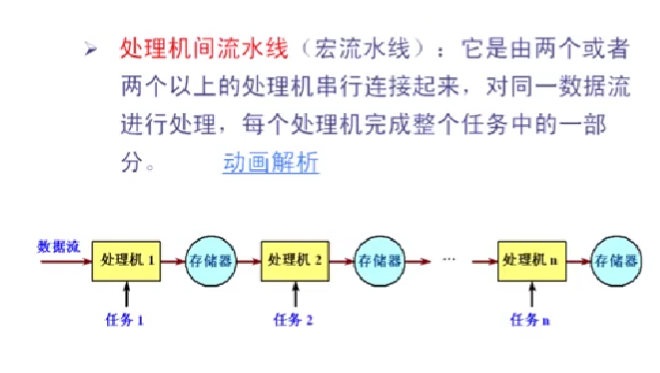 ➢ 处理机间流水线（宏流水线）：它是由两个或者
两个以上的处理机串行连接起来，对同一数据流
进行处理，每个处理机完成整个任务中的一部
分。 动画解析
数据流
处理机 1 存储器 处理机 2 存储器 ··· 处理机 n 存储器
任务 1 任务 2 任务 n